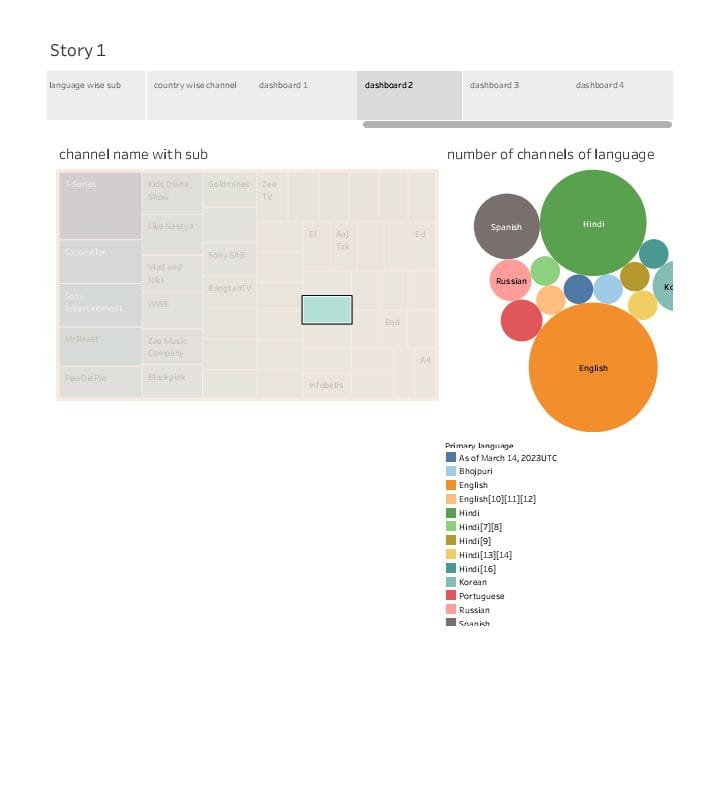 Story 1
language wise sub
country wise channel
dashboard 1
dashboard 2
dashboard 3
dashboard 4
channel name with sub
number of channels of language
T-Series
Kids Diana
Show
Goldmines
Zee
TV
Like Nastya
El
Aaj
Tak
Ed
Cocomelon
Sony SAB
Vlad and
Niki
BangtanTV
Sony
Entertainment
WWE
Bad
MrBeast
Zee Music
Company
A4
PewDiePie
Blackpink
Infobells
Spanish
Hindi
Russian
Ko
English
Primary language
As of March 14, 2023UTC
Bhojpuri
English
English[10][11][12]
Hindi
Hindi[7][8]
Hindi[9]
Hindi[13][14]
Hindi[16]
Korean
Portuguese
Russian
Spanish